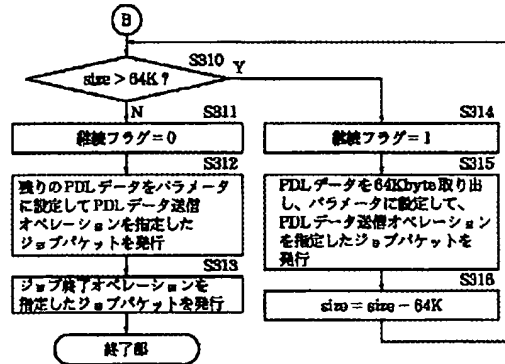 B
S310
size > 64K ?
Y
N
S311
継続フラグ=0
S312
残りのPDLデータをパラメータ
に設定してPDLデータ送信
オペレーションを指定した
ジョブパケットを発行
S313
ジョブ終了オペレーションを
指定したジョブパケットを発行
終了部
S314
継続フラグ=1
S315
PDLデータを64Kbyte取り出
し、パラメータに設定して、
PDLデータ送信オペレーション
を指定したジョブパケットを
発行
S316
size = size − 64K